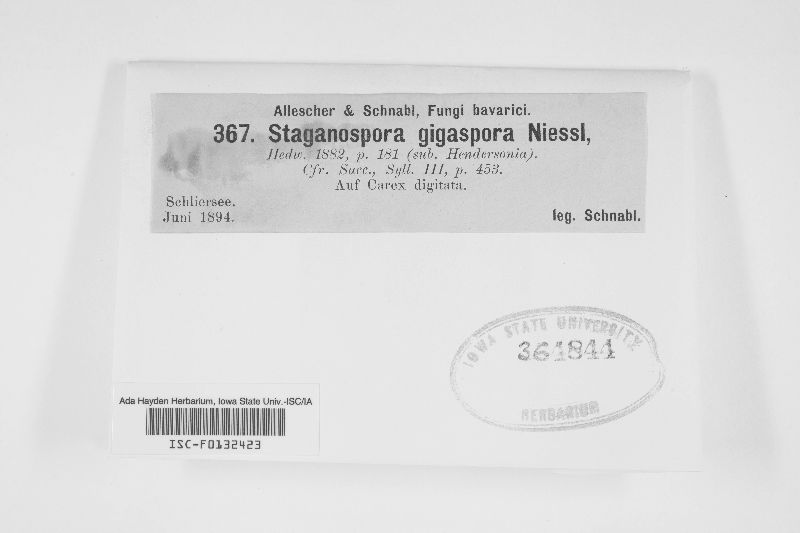 Allescher & Schnabl, Fungi bavarici.
367. Staganospora gigaspora Niessl,
Hedw. 1882, p. 181 (sub. Hendersonia).
Cfr. Sacc., Syll. III, p. 453.
Auf Carex digitata.
Schliersee.
Juni 1894.
leg. Schnabl.
IOWA STATE UNIVERSITY
361844
HERBARIUM
Ada Hayden Herbarium, Iowa State Univ.-ISC/IA
ISC-F0132423